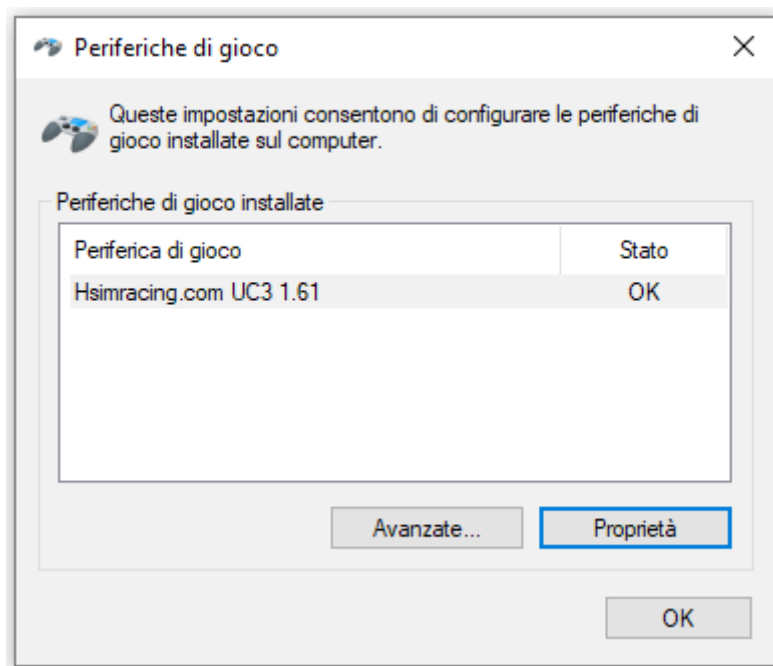 Periferiche di gioco
Queste impostazioni consentono di configurare le periferiche di
gioco installate sul computer.
Periferiche di gioco installate
Periferica di gioco Stato
Hsimracing.com UC3 1.61 OK
Avanzate... Proprietà
OK